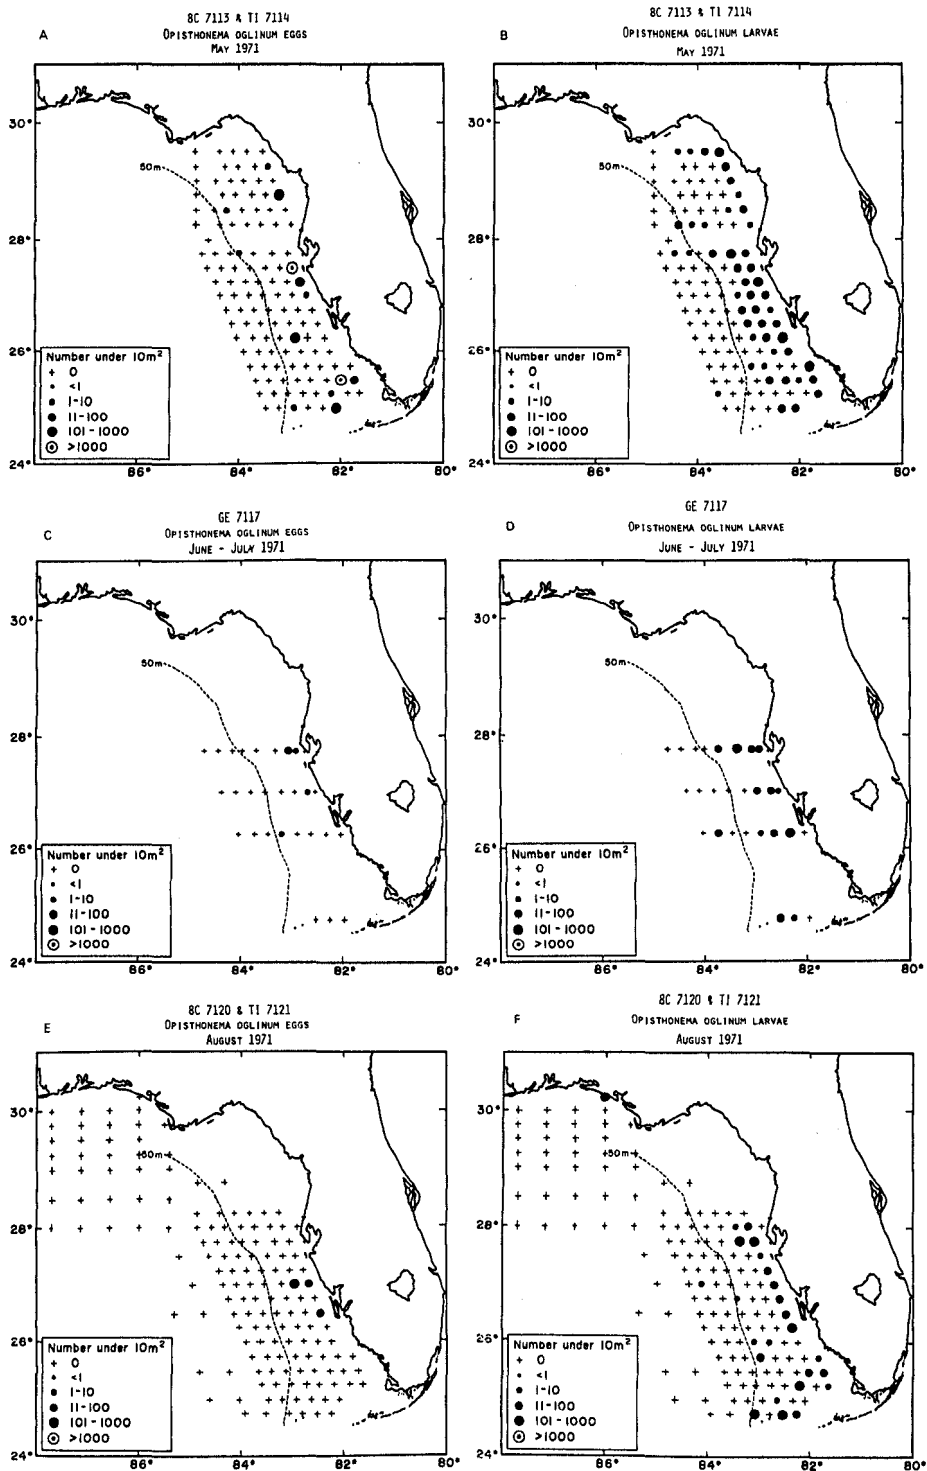 A
8C 7113 & TI 7114
OPISTHONEMA OGLINUM EGGS
MAY 1971
30°
28°
26°
24°
50m
Number under 10m²
+ 0
• <1
• 1-10
• 11-100
• 101-1000
⊙ >1000
86° 84° 82° 80°
B
8C 7113 & TI 7114
OPISTHONEMA OGLINUM LARVAE
MAY 1971
30°
28°
26°
24°
50m
Number under 10m²
+ 0
• <1
• 1-10
• 11-100
• 101-1000
⊙ >1000
86° 84° 82° 80°
C
GE 7117
OPISTHONEMA OGLINUM EGGS
JUNE - JULY 1971
30°
28°
26°
24°
50m
Number under 10m²
+ 0
• <1
• 1-10
• 11-100
• 101-1000
⊙ >1000
86° 84° 82° 80°
D
GE 7117
OPISTHONEMA OGLINUM LARVAE
JUNE - JULY 1971
30°
28°
26°
24°
50m
Number under 10m²
+ 0
• <1
• 1-10
• 11-100
• 101-1000
⊙ >1000
86° 84° 82° 80°
E
8C 7120 & TI 7121
OPISTHONEMA OGLINUM EGGS
AUGUST 1971
30°
28°
26°
24°
50m
Number under 10m²
+ 0
• <1
• 1-10
• 11-100
• 101-1000
⊙ >1000
86° 84° 82° 80°
F
8C 7120 & TI 7121
OPISTHONEMA OGLINUM LARVAE
AUGUST 1971
30°
28°
26°
24°
50m
Number under 10m²
+ 0
• <1
• 1-10
• 11-100
• 101-1000
⊙ >1000
86° 84° 82° 80°